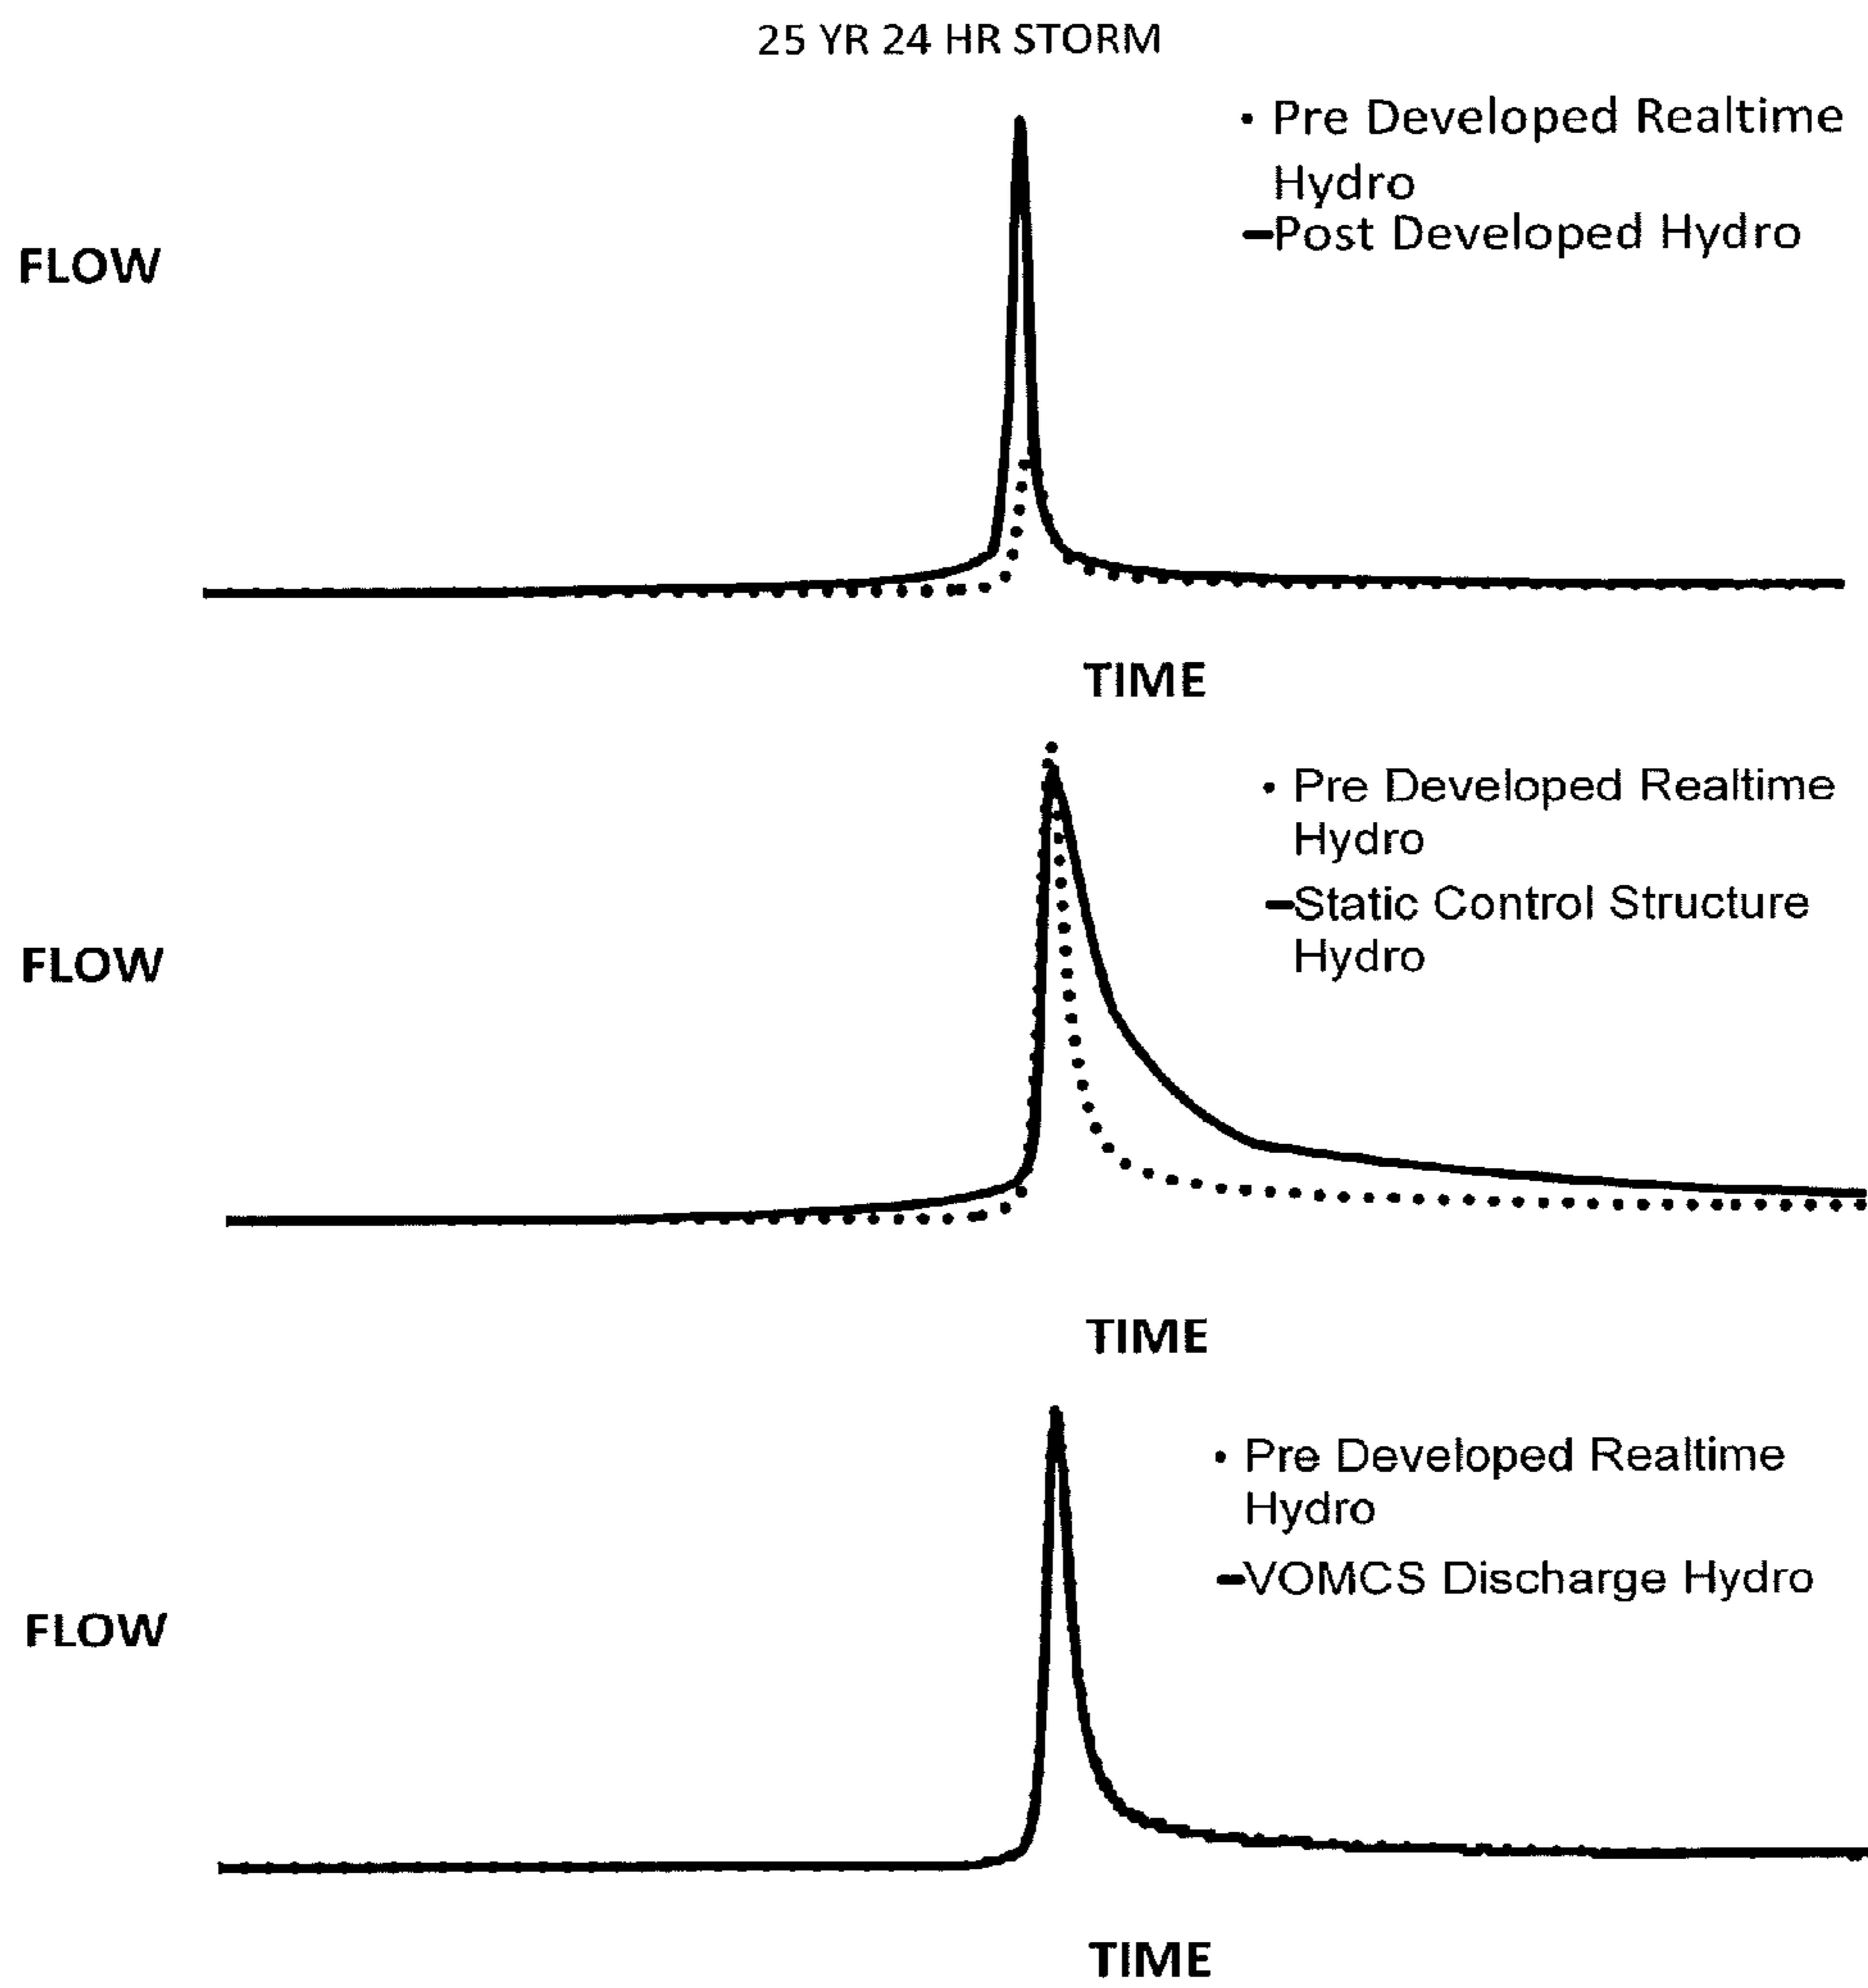 25 YR 24 HR STORM
• Pre Developed Realtime
Hydro
Post Developed Hydro
FLOW
TIME
• Pre Developed Realtime
Hydro
Static Control Structure
Hydro
FLOW
TIME
• Pre Developed Realtime
Hydro
VOMCS Discharge Hydro
FLOW
TIME